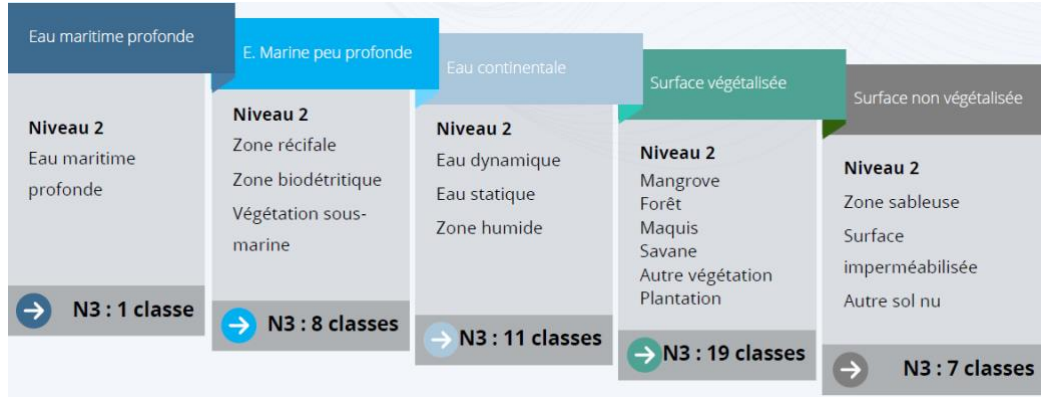 Eau maritime profonde
Niveau 2
Eau maritime
profonde
N3 : 1 classe
E. Marine peu profonde
Niveau 2
Zone récifale
Zone biodétritique
Végétation sous-
marine
N3 : 8 classes
Eau continentale
Niveau 2
Eau dynamique
Eau statique
Zone humide
N3 : 11 classes
Surface végétalisée
Niveau 2
Mangrove
Forêt
Maquis
Savane
Autre végétation
Plantation
N3 : 19 classes
Surface non végétalisée
Niveau 2
Zone sableuse
Surface
imperméabilisée
Autre sol nu
N3 : 7 classes